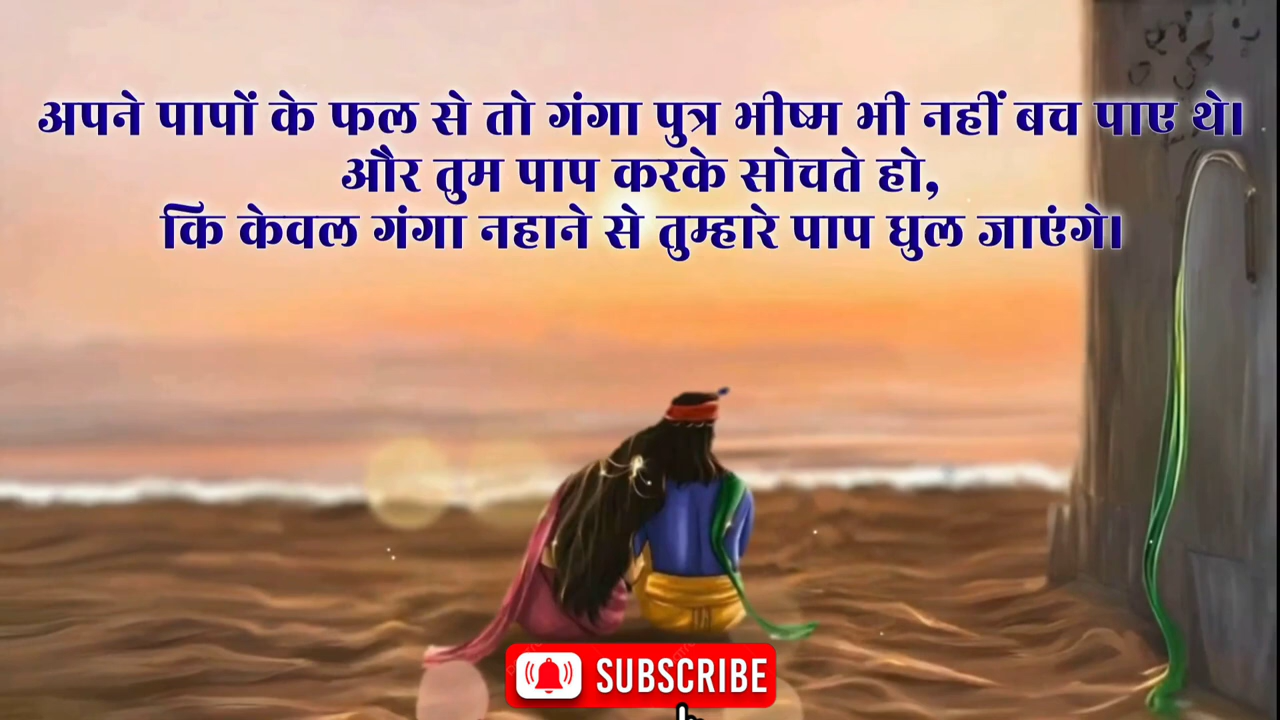 अपने पापों के फल से तो गंगा पुत्र भीष्म भी नहीं बच पाए थे।
और तुम पाप करके सोचते हो,
कि केवल गंगा नहाने से तुम्हारे पाप धुल जाएंगे।
SUBSCRIBE